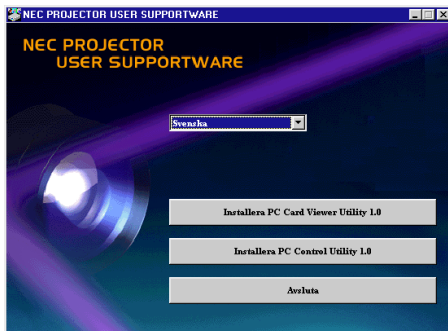 NEC PROJECTOR USER SUPPORTWARE
NEC PROJECTOR
USER SUPPORTWARE
Svenska
Installera PC Card Viewer Utility 1.0
Installera PC Control Utility 1.0
Avsluta